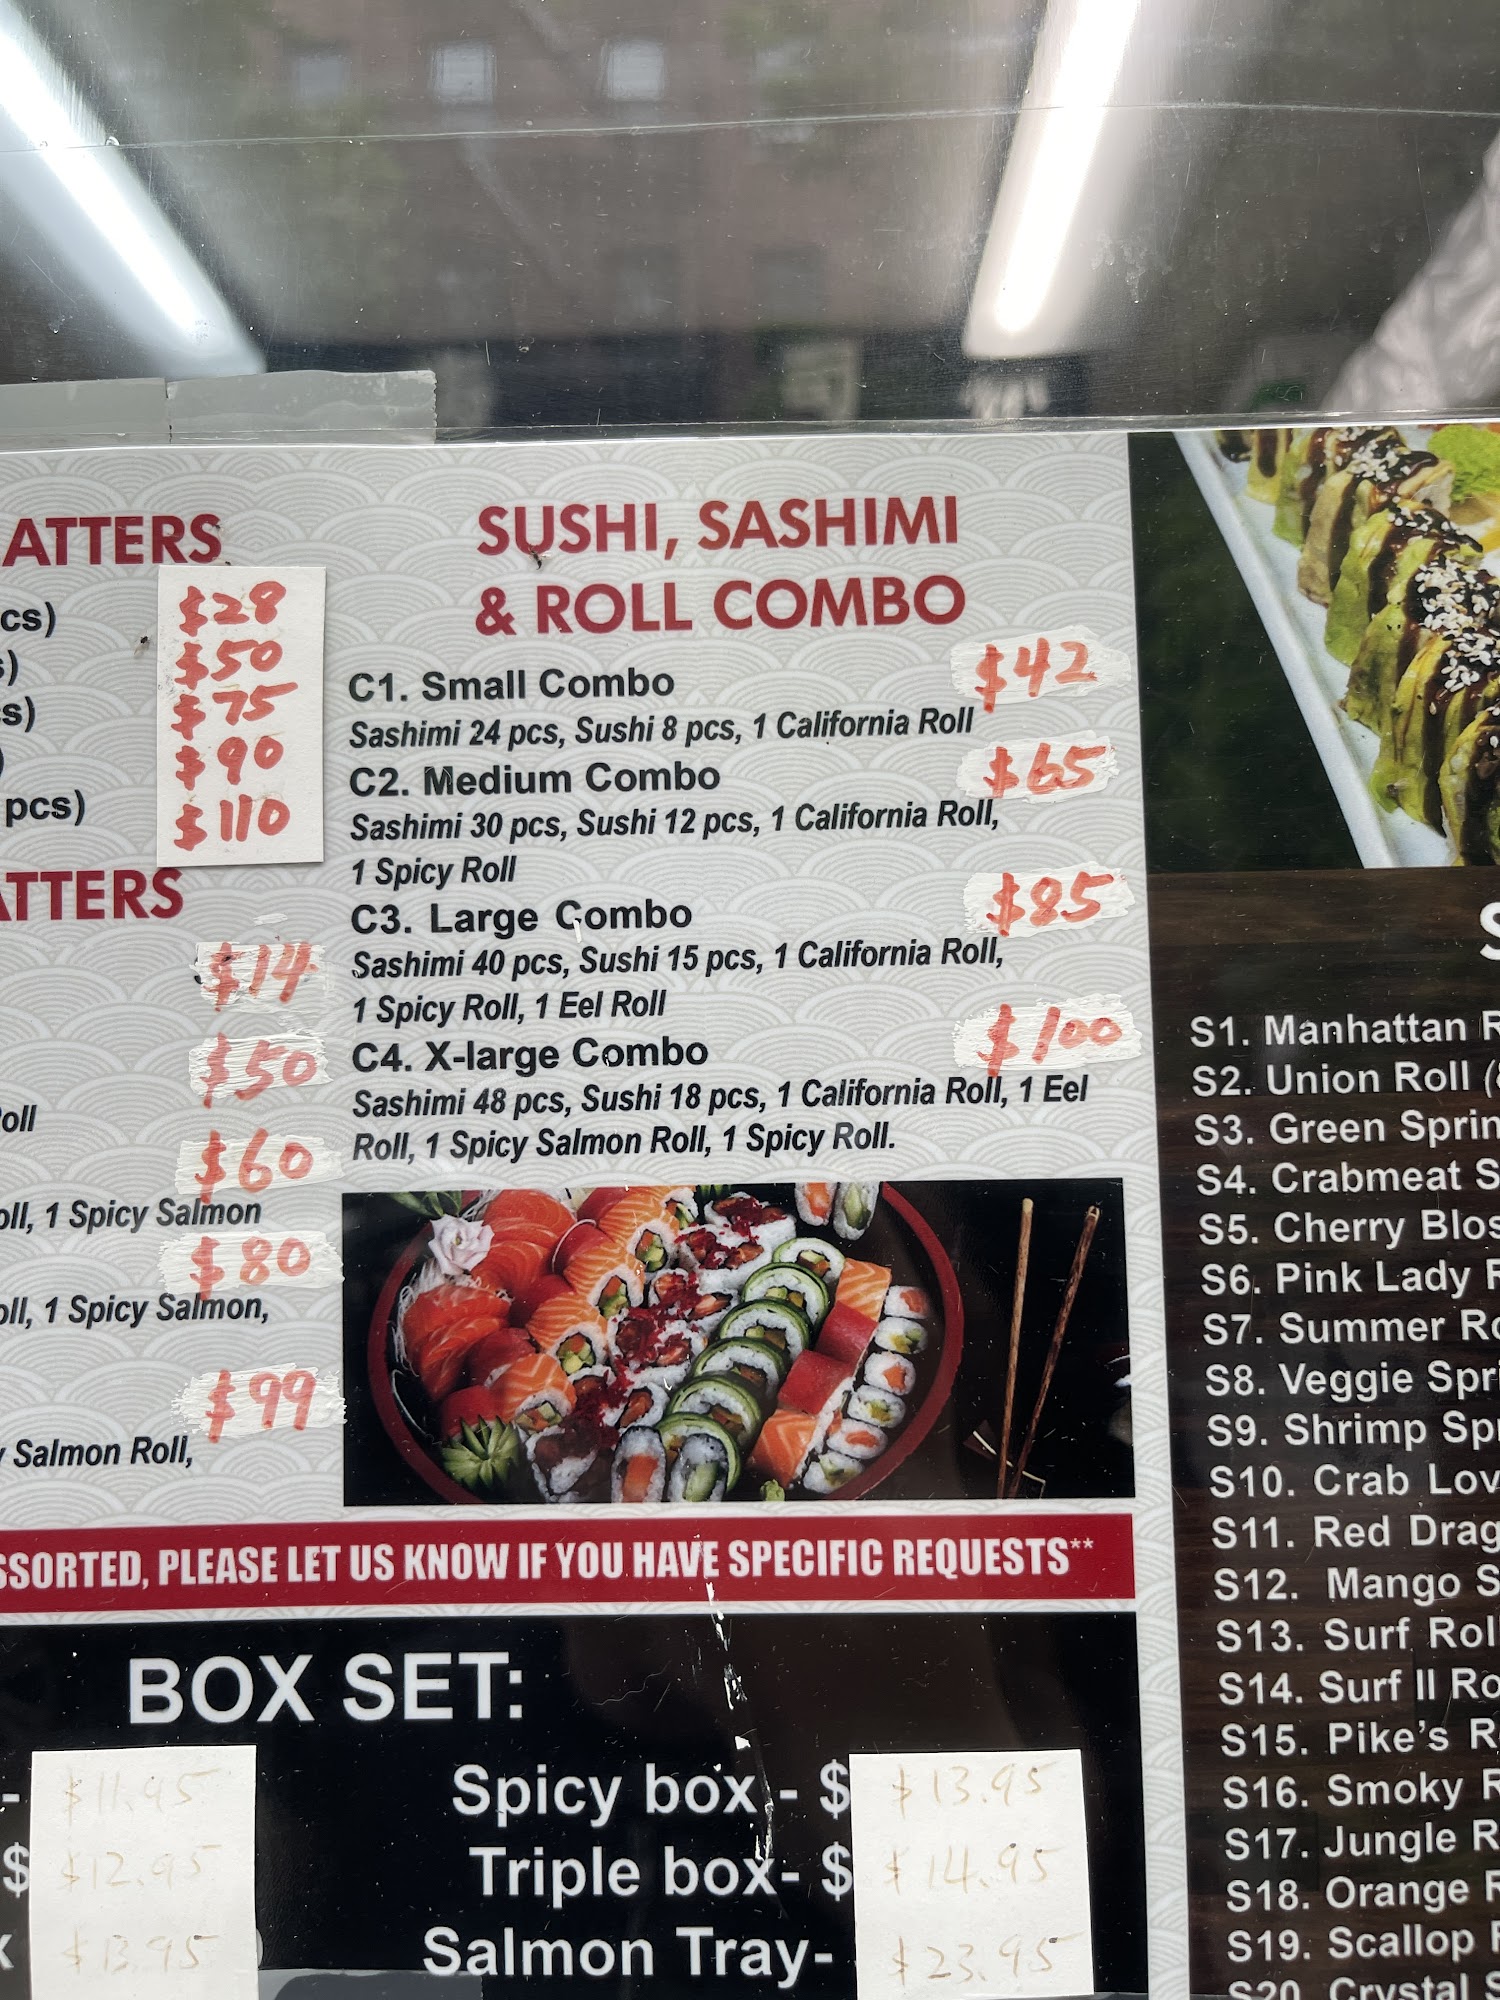 ATTERS
cs) $28
s) $50
s) $75
) $90
pcs) $110
ATTERS
$14
$50
oll
$60
oll, 1 Spicy Salmon
$80
oll, 1 Spicy Salmon,
$99
y Salmon Roll,
SUSHI, SASHIMI
& ROLL COMBO
C1. Small Combo $42
Sashimi 24 pcs, Sushi 8 pcs, 1 California Roll
C2. Medium Combo $65
Sashimi 30 pcs, Sushi 12 pcs, 1 California Roll,
1 Spicy Roll
C3. Large Combo $85
Sashimi 40 pcs, Sushi 15 pcs, 1 California Roll,
1 Spicy Roll, 1 Eel Roll
C4. X-large Combo $100
Sashimi 48 pcs, Sushi 18 pcs, 1 California Roll, 1 Eel
Roll, 1 Spicy Salmon Roll, 1 Spicy Roll.
SSORTED, PLEASE LET US KNOW IF YOU HAVE SPECIFIC REQUESTS**
BOX SET:
- $11.95
$ $12.95
$13.95
Spicy box - $ $13.95
Triple box- $ $14.95
Salmon Tray- $23.95
S
S1. Manhattan R
S2. Union Roll (
S3. Green Sprin
S4. Crabmeat S
S5. Cherry Blos
S6. Pink Lady R
S7. Summer Ro
S8. Veggie Spri
S9. Shrimp Spr
S10. Crab Lov
S11. Red Drag
S12. Mango S
S13. Surf Roll
S14. Surf II Ro
S15. Pike's R
S16. Smoky R
S17. Jungle R
S18. Orange R
S19. Scallop R
S20. Crystal S